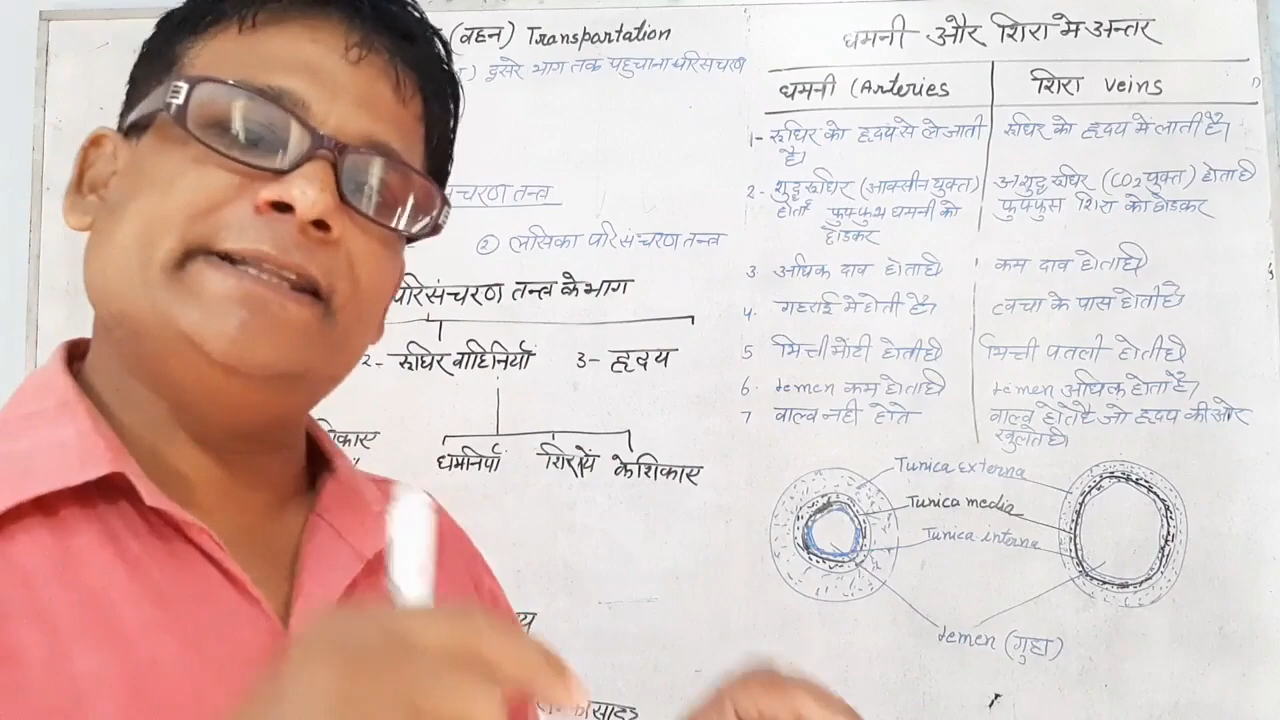 (वहन) Transpartation
) दूसरे भाग तक पहुचाना परिसंचरण
सचरण तन्त्र
② लसिका परिसंचरण तन्त्र
परिसंचरण तन्त्र के भाग
2- रूधिर वाहिनियाँ 3- हृदय
धमनियाँ शिरायें केशिकाए
धमनी और शिरा मे अन्तर
धमनी (Arteries शिरा veins
1- रूधिर को हृदय से ले जाती है। रूधिर को हृदय में लाती है।
2- शुद्ध रूधिर (आक्सीन युक्त) अशुद्ध रूधिर (CO2 युक्त) होता है
होता फुफ्फुस धमनी को फुफ्फुस शिरा को छोडकर
छोडकर
3. अधिक दाव होता है कम दाव होता है
4. गहराई मे होती है। त्वचा के पास होती है
5 भित्ती मोटी होती है भित्ती पतली होती है
6. lemen कम होता है lemen अधिक होता है।
7 वाल्व नही होते वाल्व होते है जो हृदय की ओर
खुलते है।
Tunica externa
Tunica media
Tunica interna
lemen (गुहा)